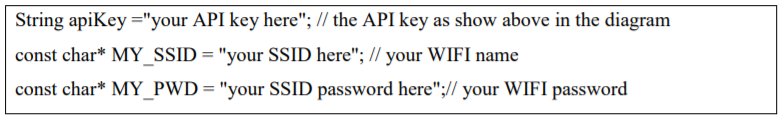 String apiKey ="your API key here"; // the API key as show above in the diagram
const char* MY_SSID = "your SSID here"; // your WIFI name
const char* MY_PWD = "your SSID password here";// your WIFI password